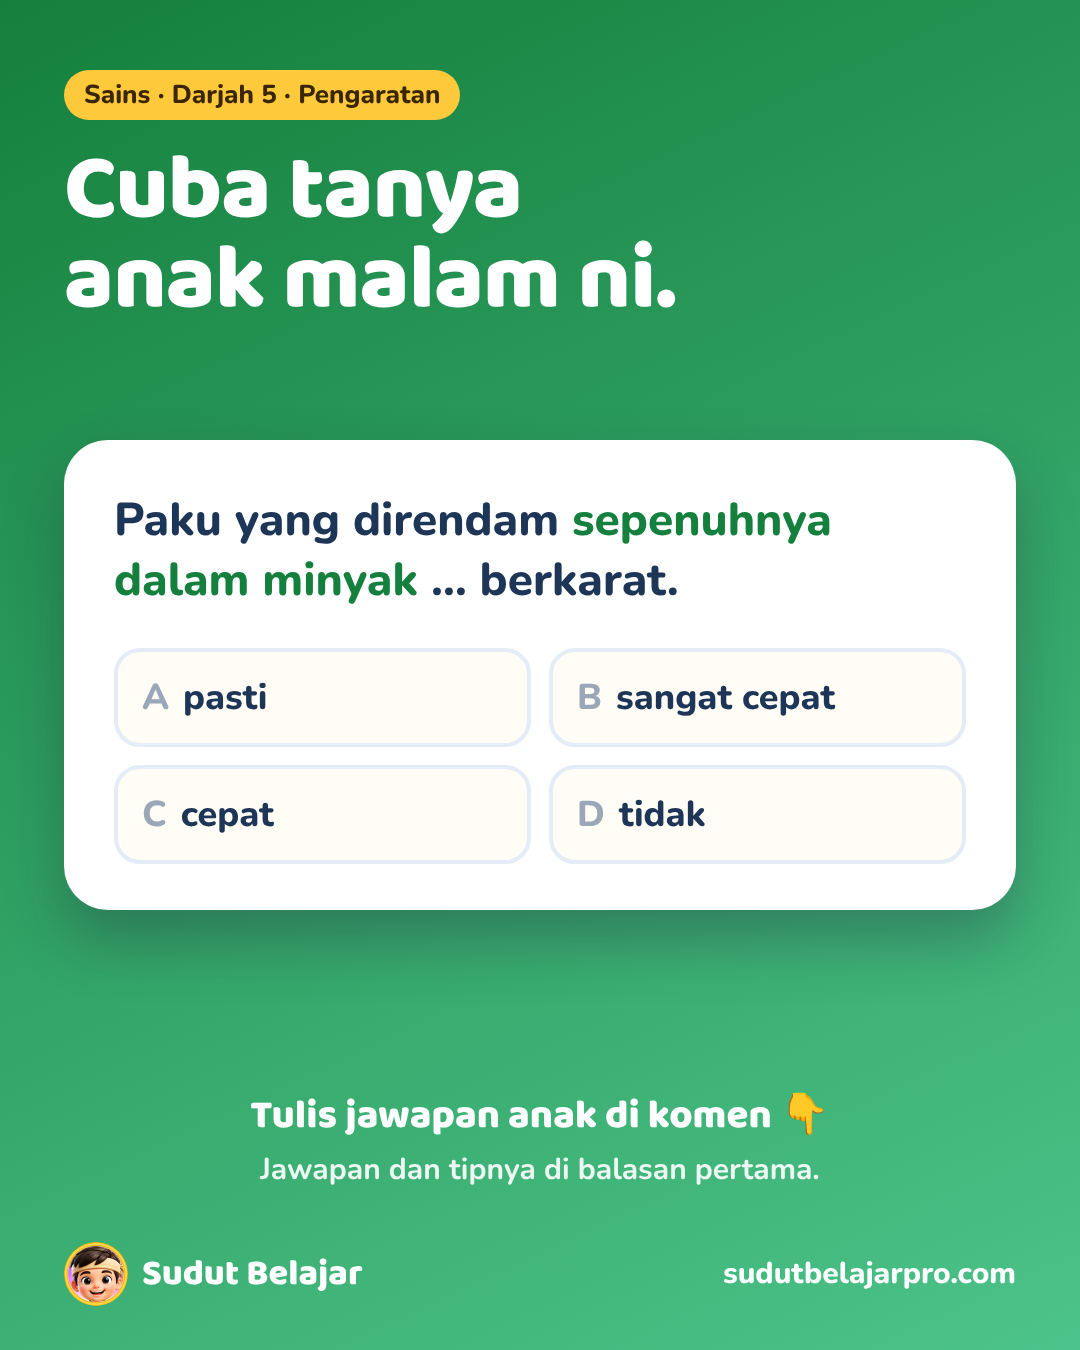 Sains · Darjah 5 · Pengaratan
Cuba tanya
anak malam ni.
Paku yang direndam sepenuhnya
dalam minyak ... berkarat.
A pasti
B sangat cepat
C cepat
D tidak
Tulis jawapan anak di komen 👇
Jawapan dan tipnya di balasan pertama.
Sudut Belajar
sudutbelajarpro.com